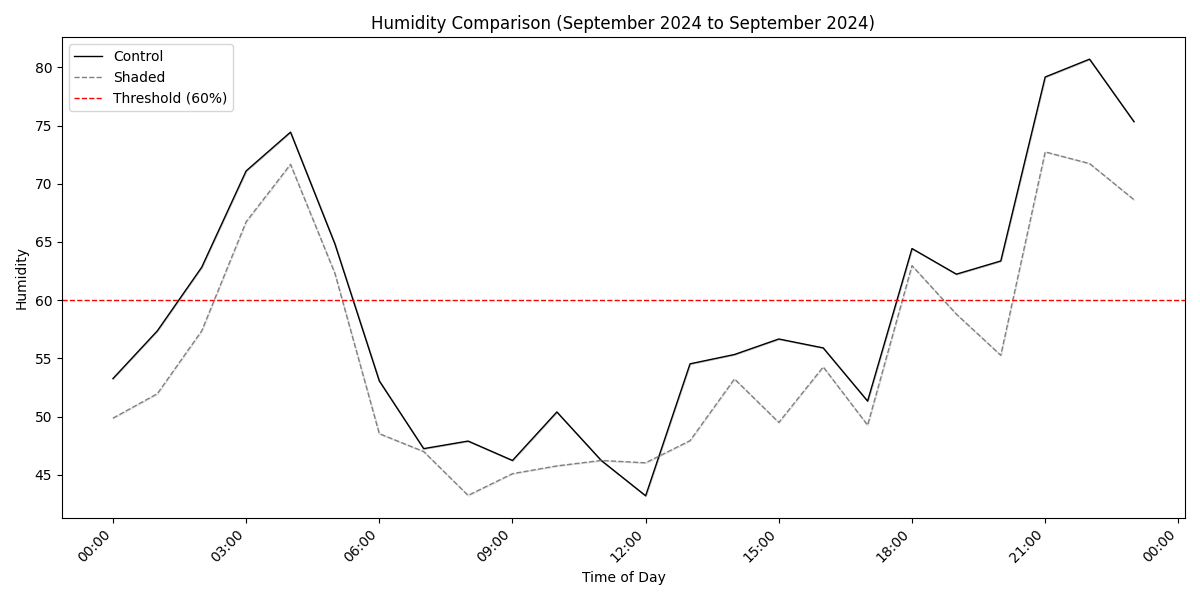 Humidity Comparison (September 2024 to September 2024)
Control
Shaded
Threshold (60%)
80
75
70
65
60
55
50
45
Humidity
00:00
03:00
06:00
09:00
12:00
15:00
18:00
21:00
00:00
Time of Day